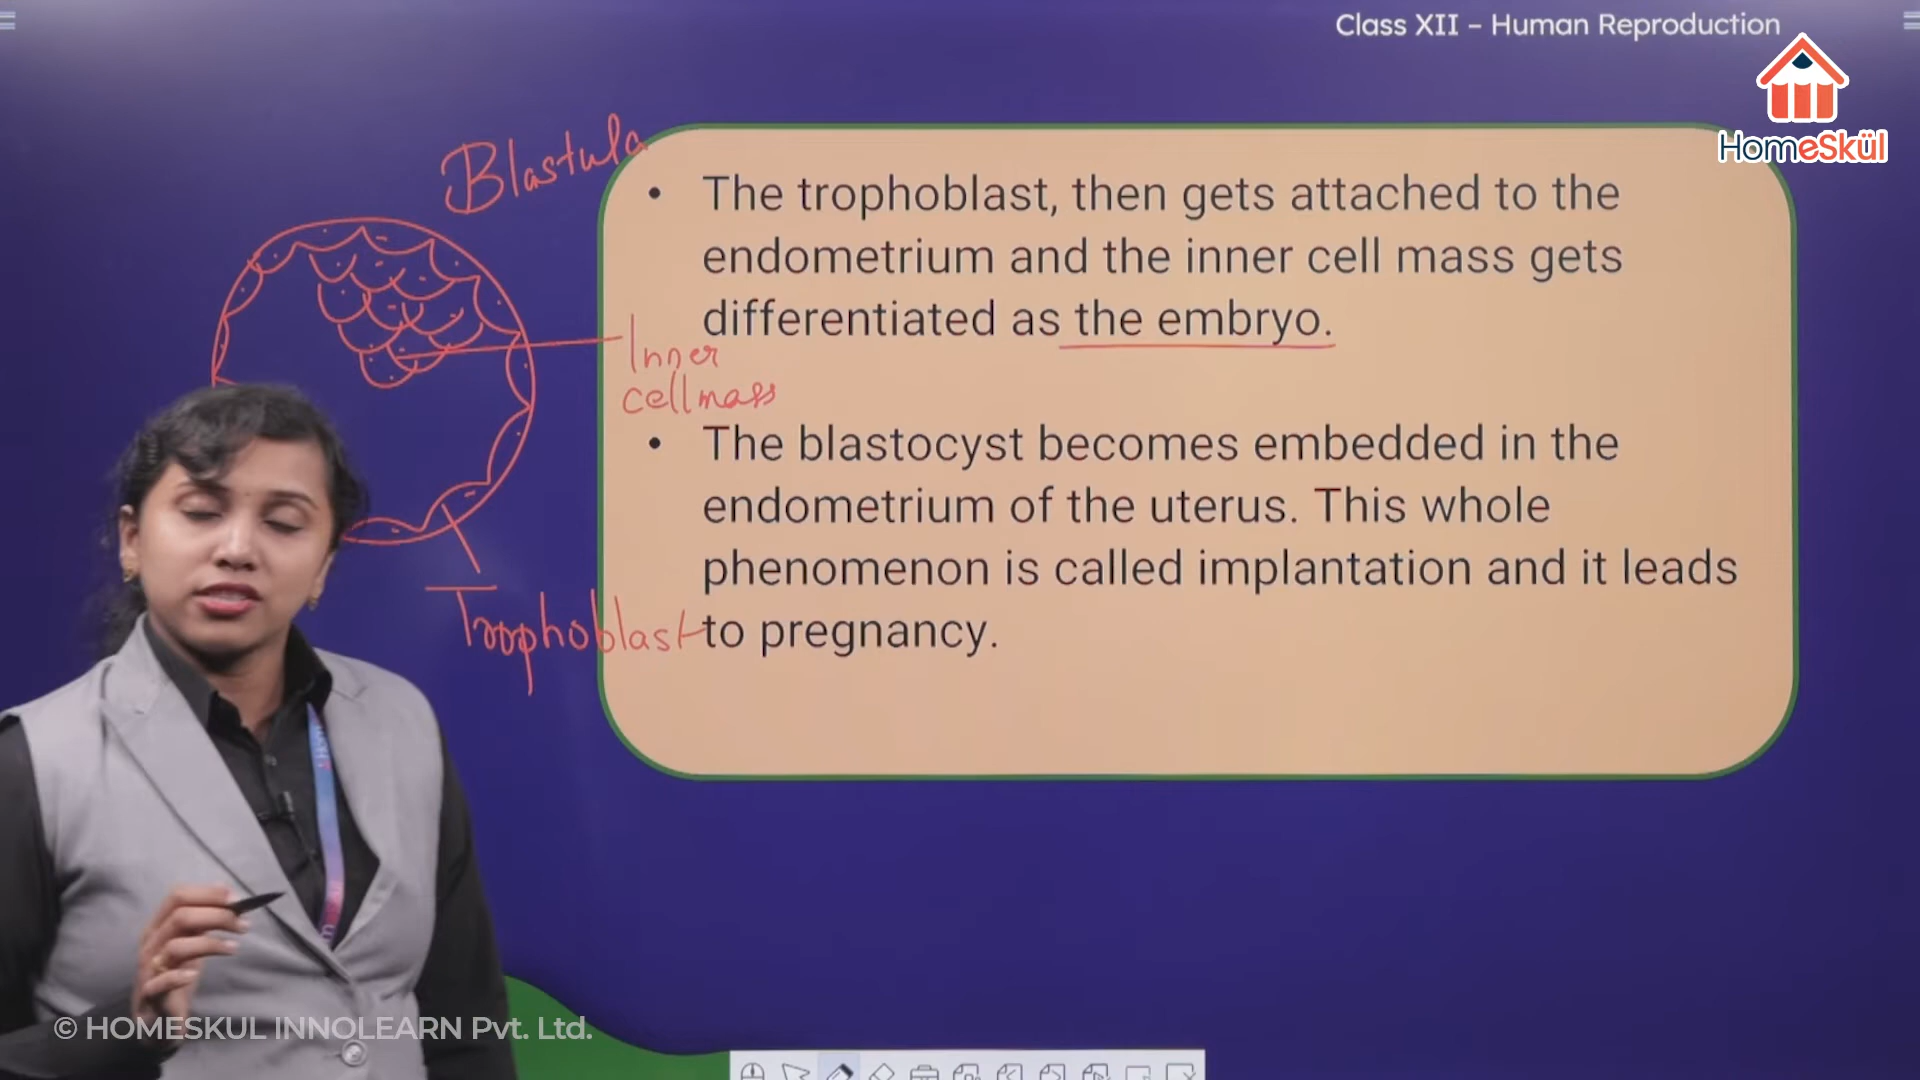 Class XII – Human Reproduction
HomeSkül
Blastula
• The trophoblast, then gets attached to the
endometrium and the inner cell mass gets
differentiated as the embryo.
Inner
cell mass
• The blastocyst becomes embedded in the
endometrium of the uterus. This whole
phenomenon is called implantation and it leads
to pregnancy.
Trophoblast
© HOMESKUL INNOLEARN Pvt. Ltd.